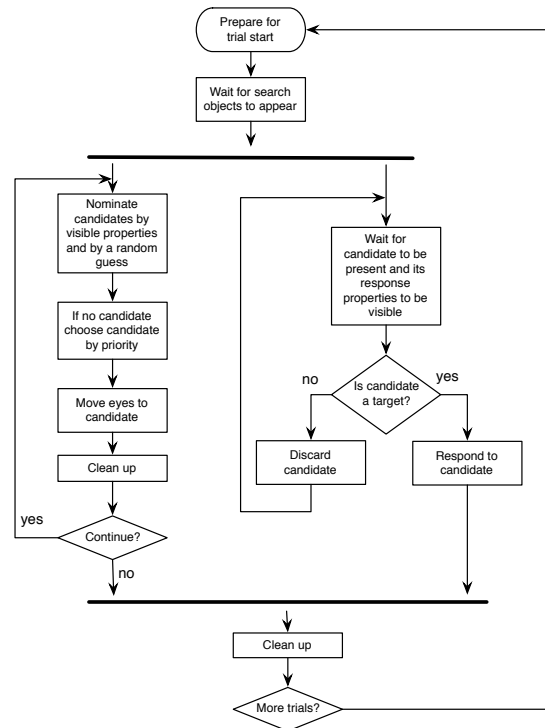 Prepare for
trial start
Wait for search
objects to appear
Nominate
candidates by
visible properties
and by a random
guess
If no candidate
choose candidate
by priority
Move eyes to
candidate
Clean up
yes
Continue?
no
Wait for
candidate to be
present and its
response
properties to be
visible
no
yes
Is candidate
a target?
Discard
candidate
Respond to
candidate
Clean up
More trials?